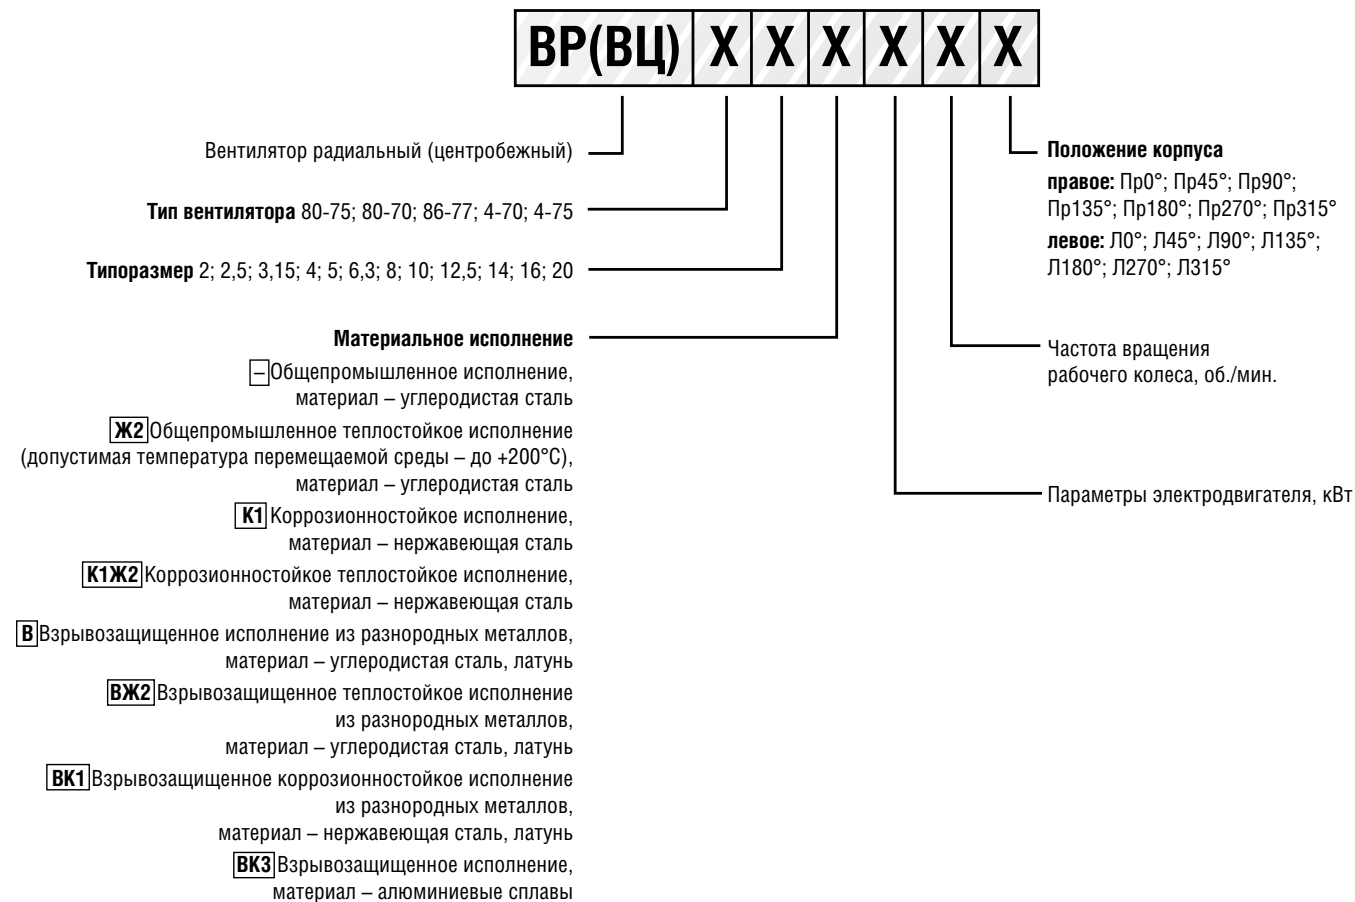 ВР(ВЦ) Х Х Х Х Х Х
Вентилятор радиальный (центробежный)
Тип вентилятора 80-75; 80-70; 86-77; 4-70; 4-75
Типоразмер 2; 2,5; 3,15; 4; 5; 6,3; 8; 10; 12,5; 14; 16; 20
Материальное исполнение
– Общепромышленное исполнение,
материал – углеродистая сталь
Ж2 Общепромышленное теплостойкое исполнение
(допустимая температура перемещаемой среды – до +200°С),
материал – углеродистая сталь
К1 Коррозионностойкое исполнение,
материал – нержавеющая сталь
К1Ж2 Коррозионностойкое теплостойкое исполнение,
материал – нержавеющая сталь
В Взрывозащищенное исполнение из разнородных металлов,
материал – углеродистая сталь, латунь
ВЖ2 Взрывозащищенное теплостойкое исполнение
из разнородных металлов,
материал – углеродистая сталь, латунь
ВК1 Взрывозащищенное коррозионностойкое исполнение
из разнородных металлов,
материал – нержавеющая сталь, латунь
ВК3 Взрывозащищенное исполнение,
материал – алюминиевые сплавы
Положение корпуса
правое: Пр0°; Пр45°; Пр90°;
Пр135°; Пр180°; Пр270°; Пр315°
левое: Л0°; Л45°; Л90°; Л135°;
Л180°; Л270°; Л315°
Частота вращения
рабочего колеса, об./мин.
Параметры электродвигателя, кВт